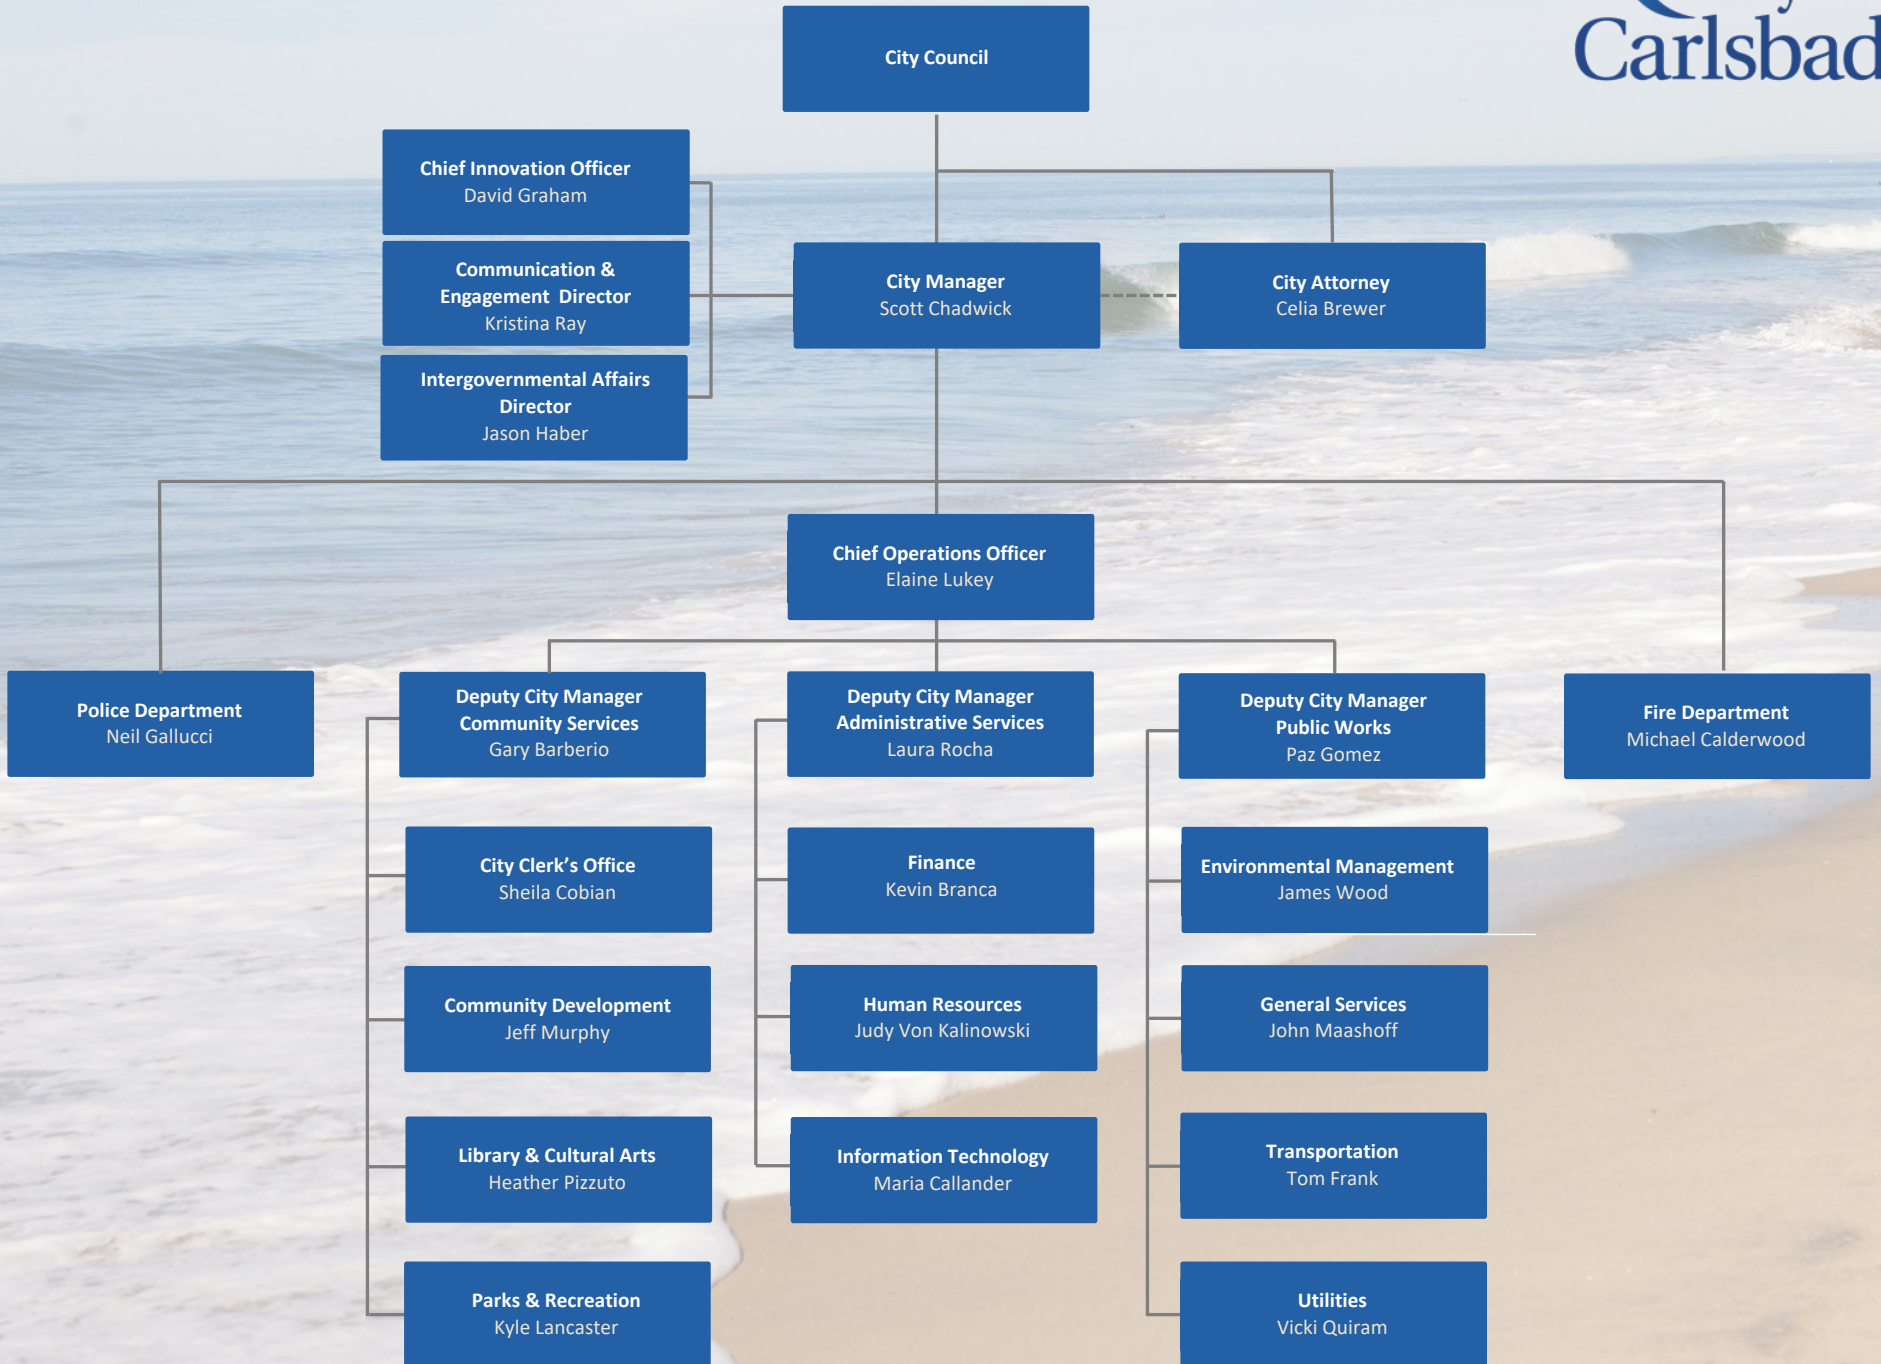 City Council
Carlsbad
Chief Innovation Officer
David Graham
Communication &
Engagement Director
Kristina Ray
Intergovernmental Affairs
Director
Jason Haber
City Manager
Scott Chadwick
City Attorney
Celia Brewer
Chief Operations Officer
Elaine Lukey
Police Department
Neil Gallucci
Deputy City Manager
Community Services
Gary Barberio
Deputy City Manager
Administrative Services
Laura Rocha
Deputy City Manager
Public Works
Paz Gomez
Fire Department
Michael Calderwood
City Clerk’s Office
Sheila Cobian
Community Development
Jeff Murphy
Library & Cultural Arts
Heather Pizzuto
Parks & Recreation
Kyle Lancaster
Finance
Kevin Branca
Human Resources
Judy Von Kalinowski
Information Technology
Maria Callander
Environmental Management
James Wood
General Services
John Maashoff
Transportation
Tom Frank
Utilities
Vicki Quiram